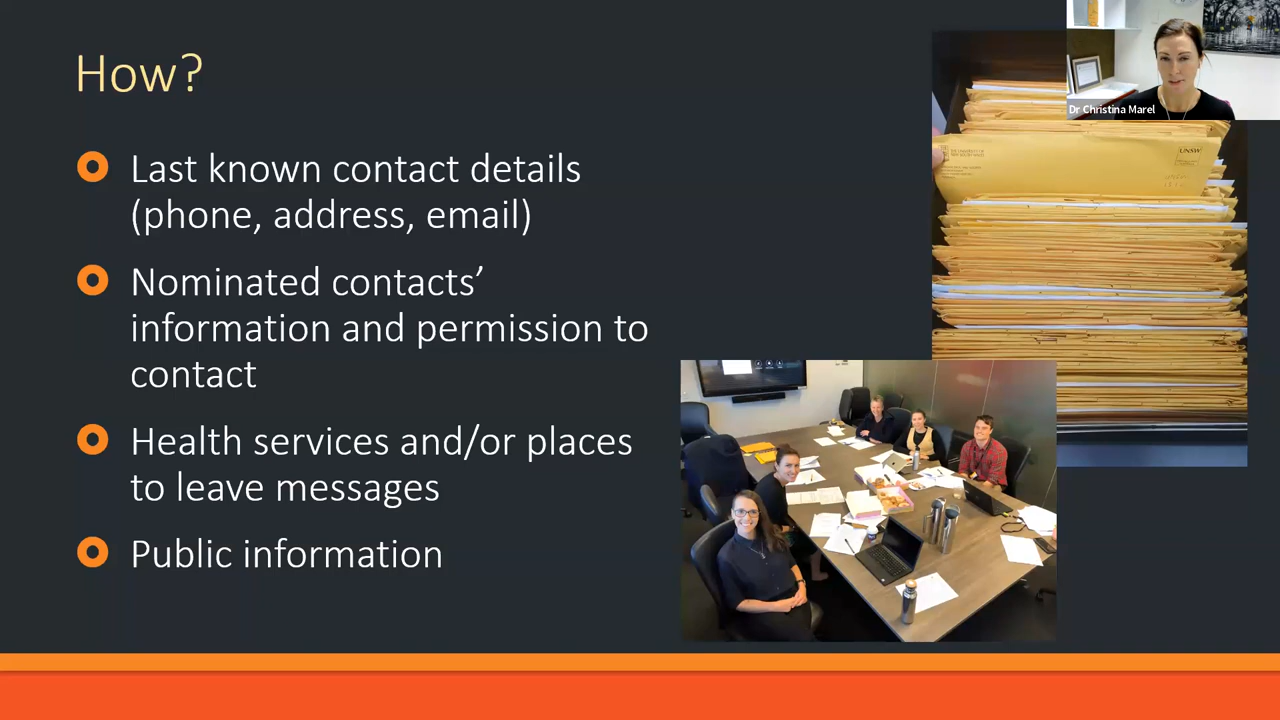 How?
Last known contact details
(phone, address, email)
Nominated contacts’
information and permission to
contact
Health services and/or places
to leave messages
Public information
Dr Christina Marel
UNSW